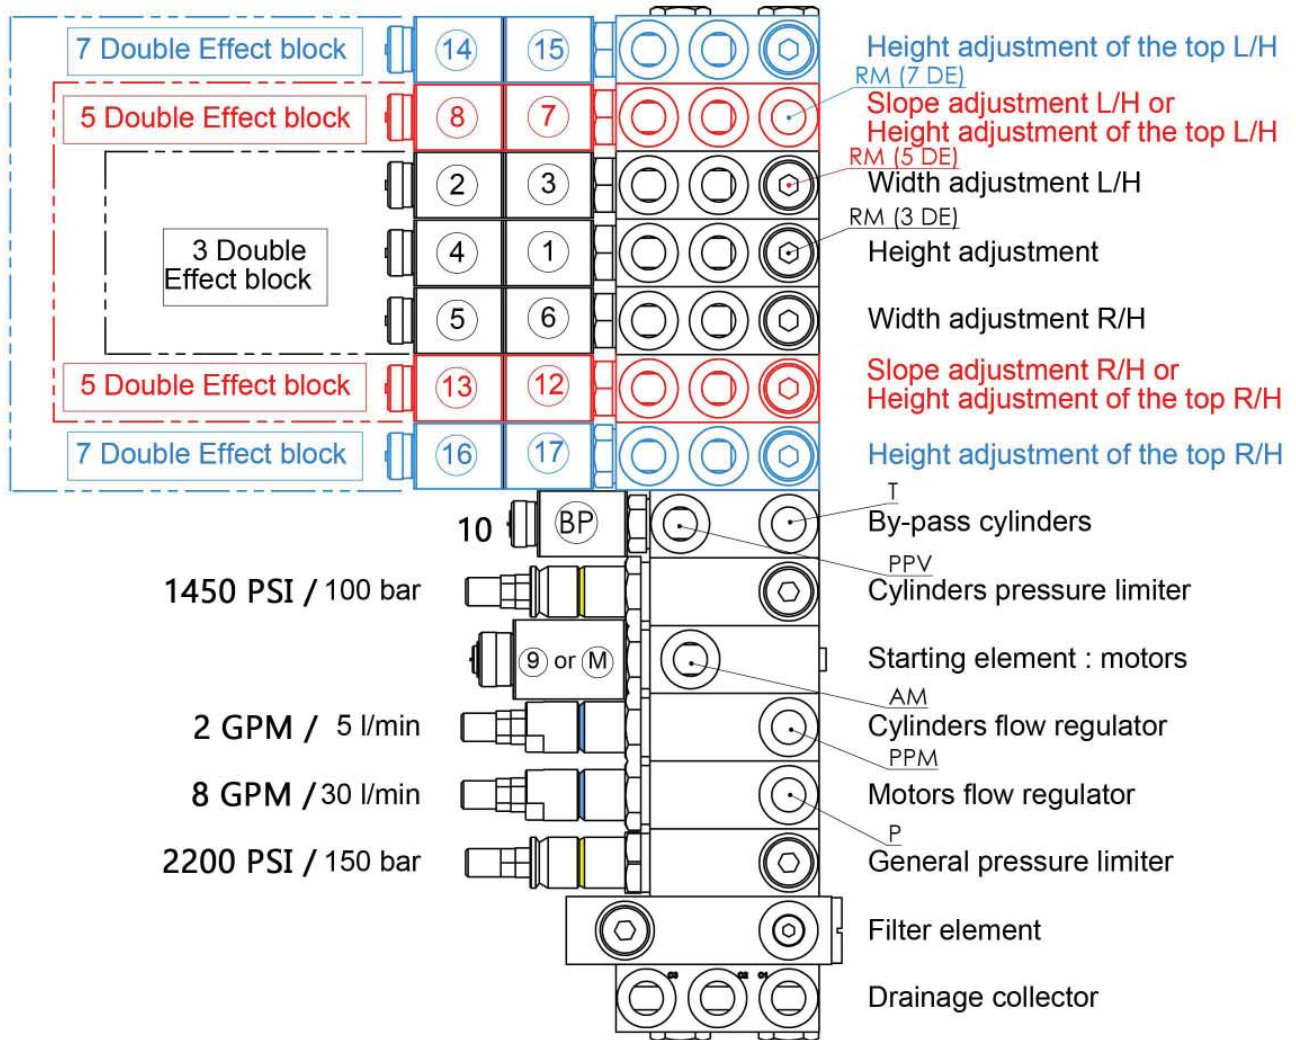 7 Double Effect block 14 15 Height adjustment of the top L/H
RM (7 DE)
5 Double Effect block 8 7 Slope adjustment L/H or
Height adjustment of the top L/H
RM (5 DE)
2 3 Width adjustment L/H
RM (3 DE)
3 Double
Effect block
4 1 Height adjustment
5 6 Width adjustment R/H
5 Double Effect block 13 12 Slope adjustment R/H or
Height adjustment of the top R/H
7 Double Effect block 16 17 Height adjustment of the top R/H
T
10 BP By-pass cylinders
PPV
1450 PSI / 100 bar Cylinders pressure limiter
9 or M Starting element : motors
AM
2 GPM / 5 l/min Cylinders flow regulator
PPM
8 GPM / 30 l/min Motors flow regulator
P
2200 PSI / 150 bar General pressure limiter
Filter element
C3 C2 C1
Drainage collector